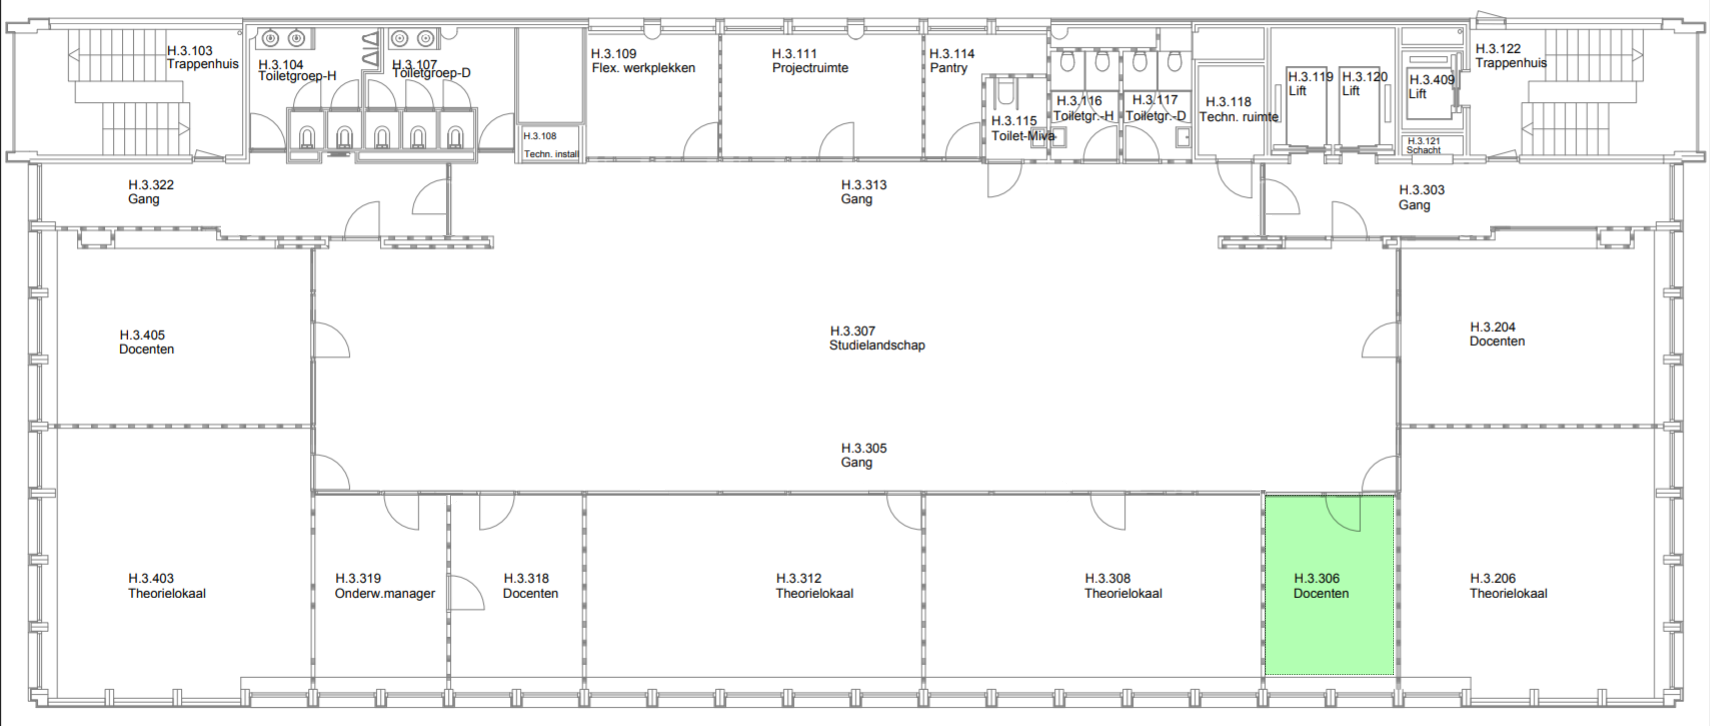 H.3.103
Trappenhuis
H.3.104
Toiletgroep-H
H.3.107
Toiletgroep-D
H.3.108
Techn. install
H.3.109
Flex. werkplekken
H.3.111
Projectruimte
H.3.114
Pantry
H.3.115
Toilet-Miva
H.3.116
Toiletgr.-H
H.3.117
Toiletgr.-D
H.3.118
Techn. ruimte
H.3.119
Lift
H.3.120
Lift
H.3.409
Lift
H.3.121
Schacht
H.3.122
Trappenhuis
H.3.322
Gang
H.3.313
Gang
H.3.303
Gang
H.3.405
Docenten
H.3.307
Studielandschap
H.3.204
Docenten
H.3.305
Gang
H.3.403
Theorielokaal
H.3.319
Onderw.manager
H.3.318
Docenten
H.3.312
Theorielokaal
H.3.308
Theorielokaal
H.3.306
Docenten
H.3.206
Theorielokaal